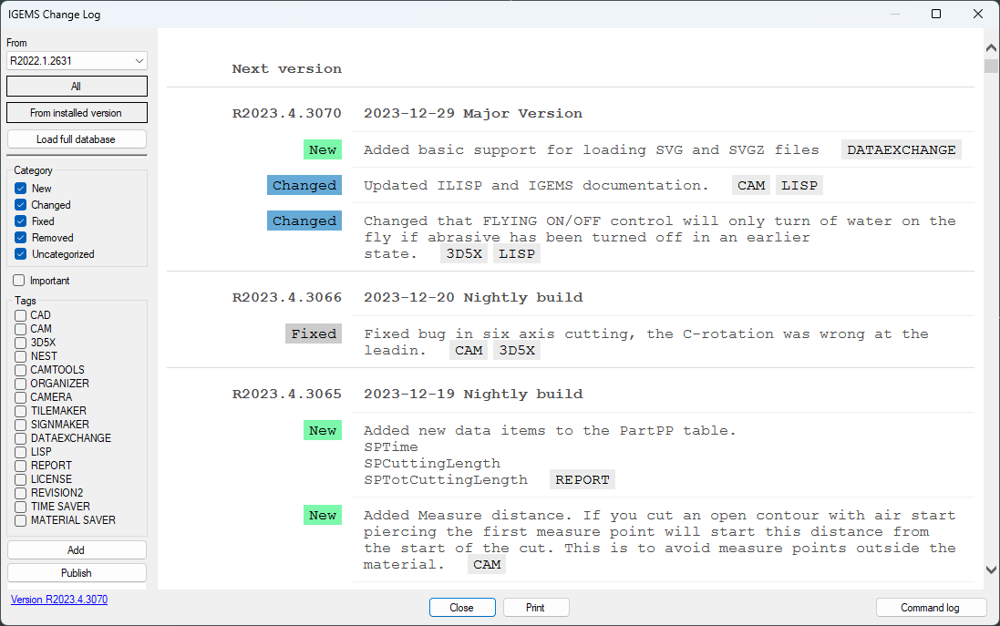 IGEMS Change Log
From
R2022.1.2631
All
From installed version
Load full database
Category
New
Changed
Fixed
Removed
Uncategorized
Important
Tags
CAD
CAM
3D5X
NEST
CAMTOOLS
ORGANIZER
CAMERA
TILEMAKER
SIGNMAKER
DATAEXCHANGE
LISP
REPORT
LICENSE
REVISION2
TIME SAVER
MATERIAL SAVER
Add
Publish
Version R2023.4.3070
Next version
R2023.4.3070 2023-12-29 Major Version
New Added basic support for loading SVG and SVGZ files DATAEXCHANGE
Changed Updated ILISP and IGEMS documentation. CAM LISP
Changed Changed that FLYING ON/OFF control will only turn of water on the
fly if abrasive has been turned off in an earlier
state. 3D5X LISP
R2023.4.3066 2023-12-20 Nightly build
Fixed Fixed bug in six axis cutting, the C-rotation was wrong at the
leadin. CAM 3D5X
R2023.4.3065 2023-12-19 Nightly build
New Added new data items to the PartPP table.
SPTime
SPCuttingLength
SPTotCuttingLength REPORT
New Added Measure distance. If you cut an open contour with air start
piercing the first measure point will start this distance from
the start of the cut. This is to avoid measure points outside the
material. CAM
Close
Print
Command log